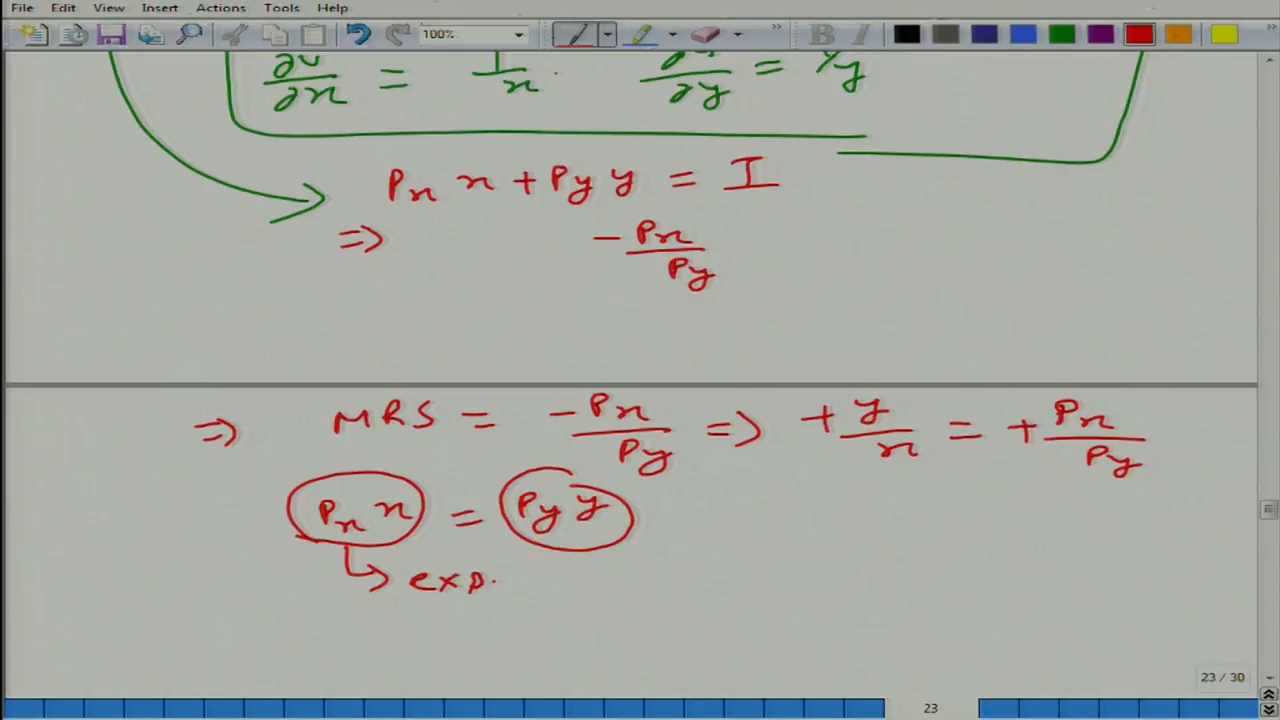 File Edit View Insert Actions Tools Help
100% B I
∂x = 1/x ∂y = 1/y
Px x + Py y = I
⇒ - Px/Py
⇒ MRS = -Px/Py ⇒ + y/x = + Px/Py
Px x = Py y
↳ exp.
23 / 30
23